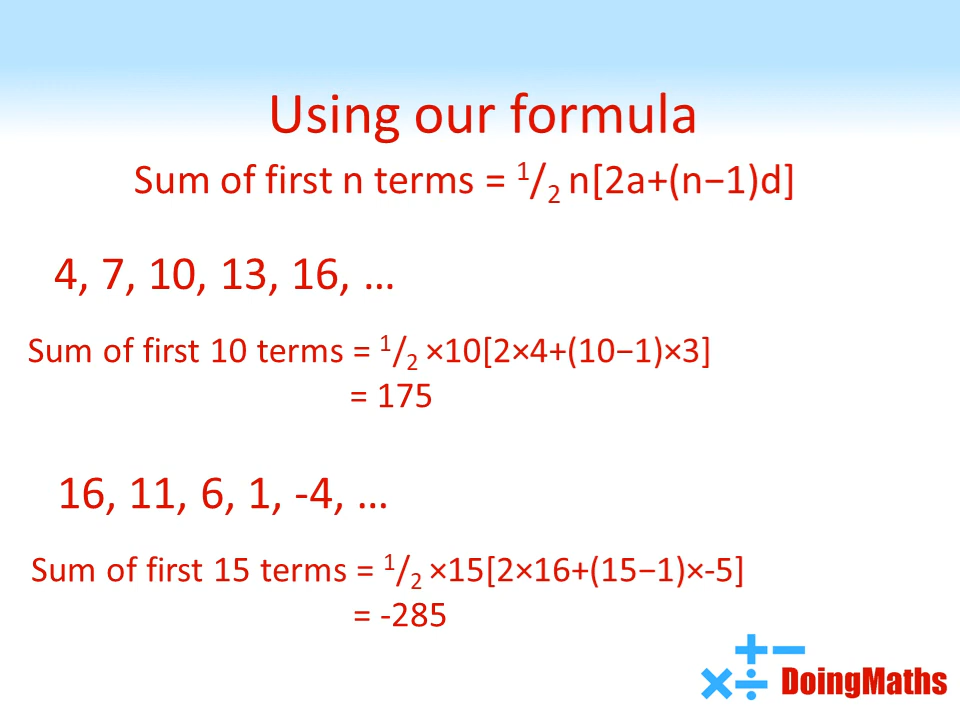 Using our formula
Sum of first n terms = ¹/₂ n[2a+(n−1)d]
4, 7, 10, 13, 16, …
Sum of first 10 terms = ¹/₂ ×10[2×4+(10−1)×3]
= 175
16, 11, 6, 1, -4, …
Sum of first 15 terms = ¹/₂ ×15[2×16+(15−1)×-5]
= -285
+ −
× ÷ DoingMaths